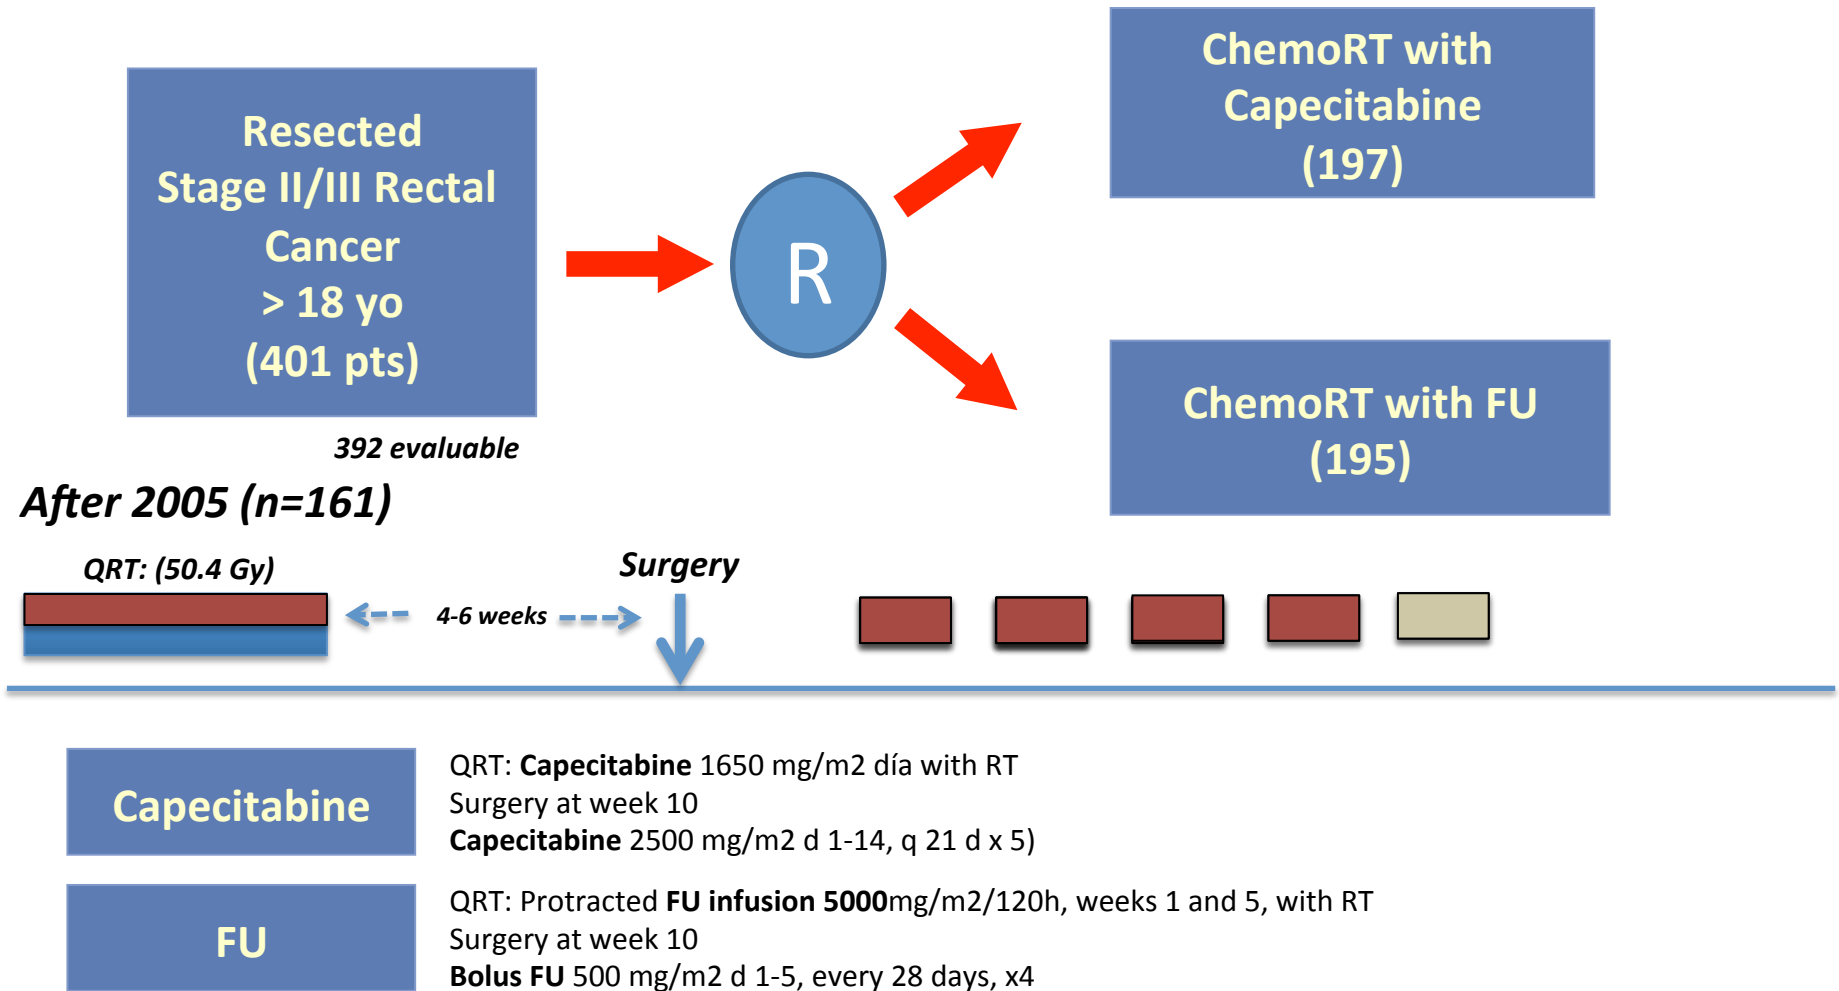 Resected
Stage II/III Rectal
Cancer
> 18 yo
(401 pts)
392 evaluable
R
ChemoRT with
Capecitabine
(197)
ChemoRT with FU
(195)
After 2005 (n=161)
QRT: (50.4 Gy)
4-6 weeks
Surgery
Capecitabine
QRT: Capecitabine 1650 mg/m2 día with RT
Surgery at week 10
Capecitabine 2500 mg/m2 d 1-14, q 21 d x 5)
FU
QRT: Protracted FU infusion 5000mg/m2/120h, weeks 1 and 5, with RT
Surgery at week 10
Bolus FU 500 mg/m2 d 1-5, every 28 days, x4